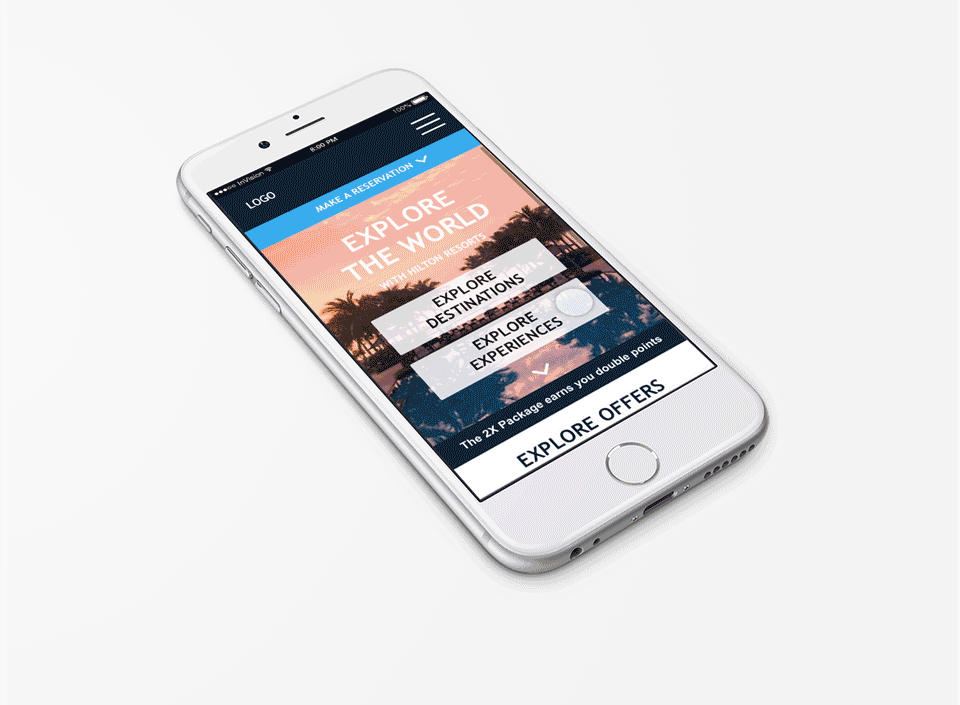 InVision
8:00 PM
100%
LOGO
MAKE A RESERVATION
EXPLORE
THE WORLD
WITH HILTON RESORTS
EXPLORE
DESTINATIONS
EXPLORE
EXPERIENCES
The 2X Package earns you double points
EXPLORE OFFERS